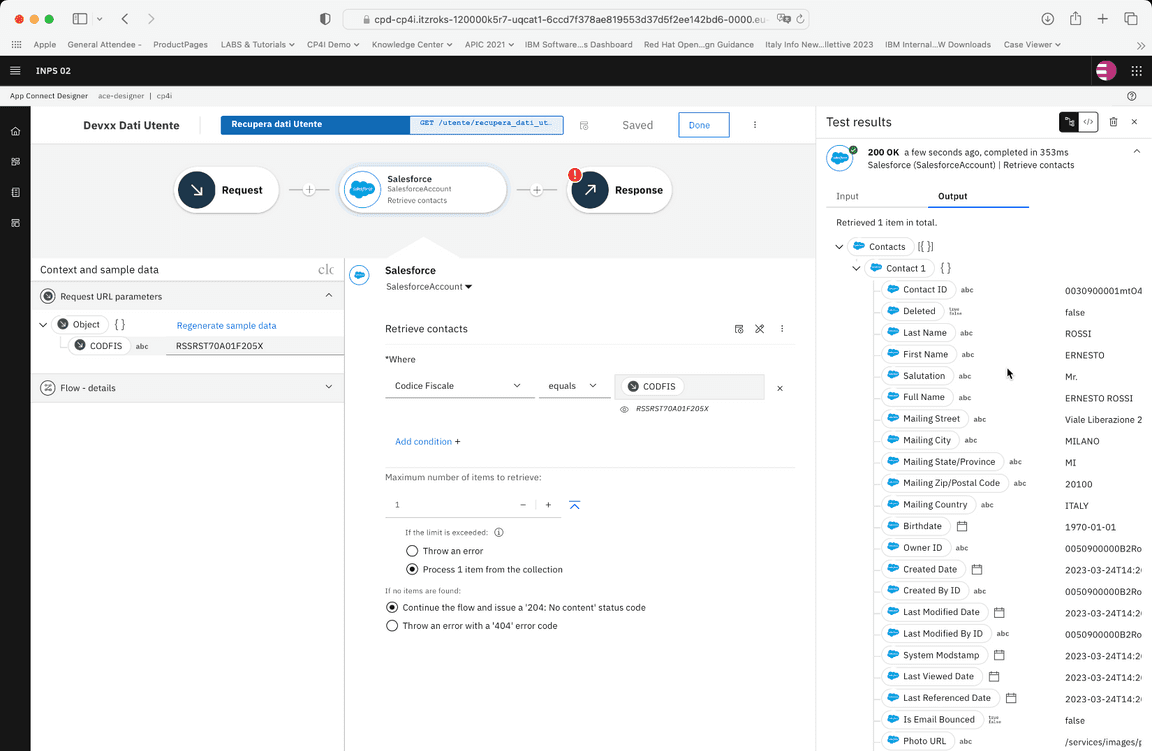 cpd-cp4i.itzroks-120000k5r7-uqcat1-6ccd7f378ae819553d37d5f2ee142bd6-0000.eu-
Apple General Attendee - ProductPages LABS & Tutorials CP4I Demo Knowledge Center APIC 2021 IBM Software...s Dashboard Red Hat Open...gn Guidance Italy Info New...llettive 2023 IBM Internal...W Downloads Case Viewer
INPS 02
App Connect Designer ace-designer | cp4i
Devxx Dati Utente
Recupera dati Utente
GET /utente/recupera_dati_ut...
Saved
Done
Request
Salesforce
SalesforceAccount
Retrieve contacts
Response
Context and sample data
clc
Request URL parameters
Object { }
Regenerate sample data
CODFIS abc RSSRST70A01F205X
Flow - details
Salesforce
SalesforceAccount
Retrieve contacts
*Where
Codice Fiscale equals CODFIS
RSSRST70A01F205X
Add condition +
Maximum number of items to retrieve:
1
If the limit is exceeded:
Throw an error
Process 1 item from the collection
If no items are found:
Continue the flow and issue a '204: No content' status code
Throw an error with a '404' error code
Test results
200 OK a few seconds ago, completed in 353ms
Salesforce (SalesforceAccount) | Retrieve contacts
Input Output
Retrieved 1 item in total.
Contacts [{ }]
Contact 1 { }
Contact ID abc 0030900001mtO4
Deleted true false false
Last Name abc ROSSI
First Name abc ERNESTO
Salutation abc Mr.
Full Name abc ERNESTO ROSSI
Mailing Street abc Viale Liberazione 2
Mailing City abc MILANO
Mailing State/Province abc MI
Mailing Zip/Postal Code abc 20100
Mailing Country abc ITALY
Birthdate 1970-01-01
Owner ID abc 0050900000B2Ro
Created Date 2023-03-24T14:2
Created By ID abc 0050900000B2Ro
Last Modified Date 2023-03-24T14:2
Last Modified By ID abc 0050900000B2Ro
System Modstamp 2023-03-24T14:2
Last Viewed Date 2023-03-24T14:2
Last Referenced Date 2023-03-24T14:2
Is Email Bounced true false false
Photo URL abc /services/images/p